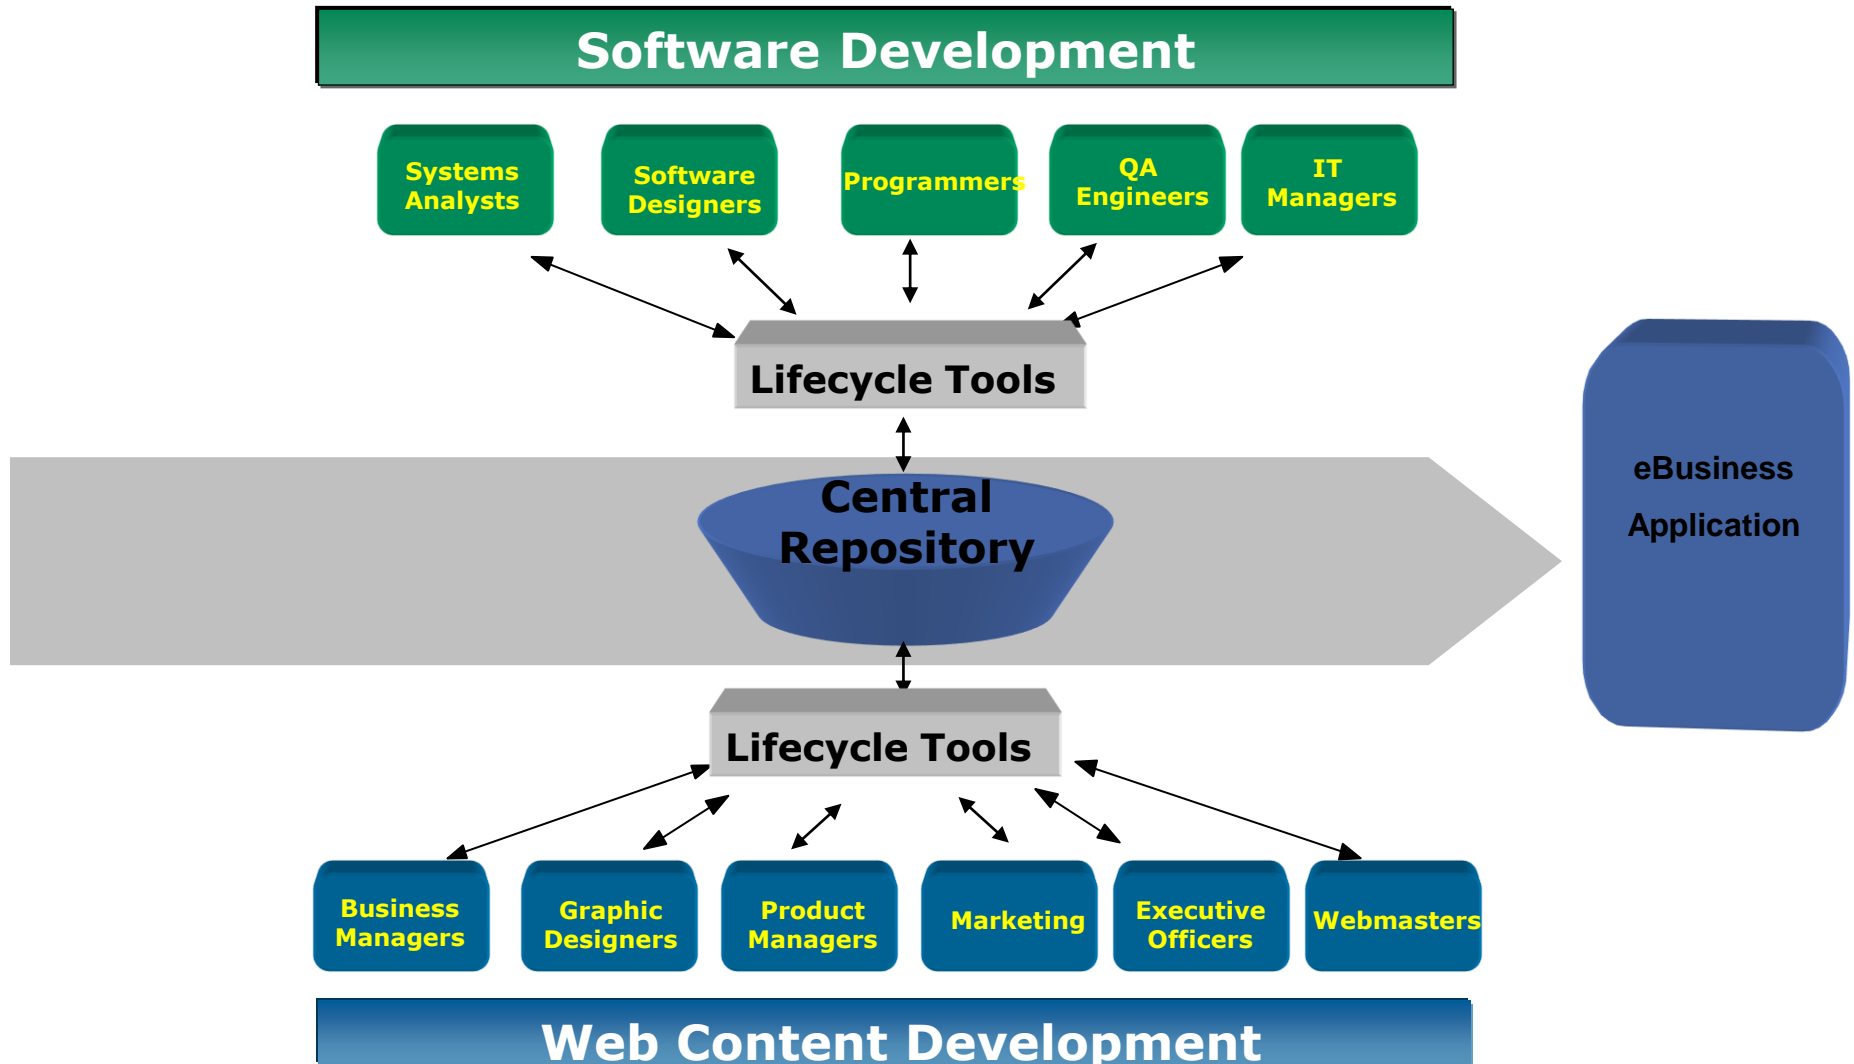 Software Development
Systems
Analysts
Software
Designers
Programmers
QA
Engineers
IT
Managers
Lifecycle Tools
Central
Repository
eBusiness
Application
Lifecycle Tools
Business
Managers
Graphic
Designers
Product
Managers
Marketing
Executive
Officers
Webmasters
Web Content Development